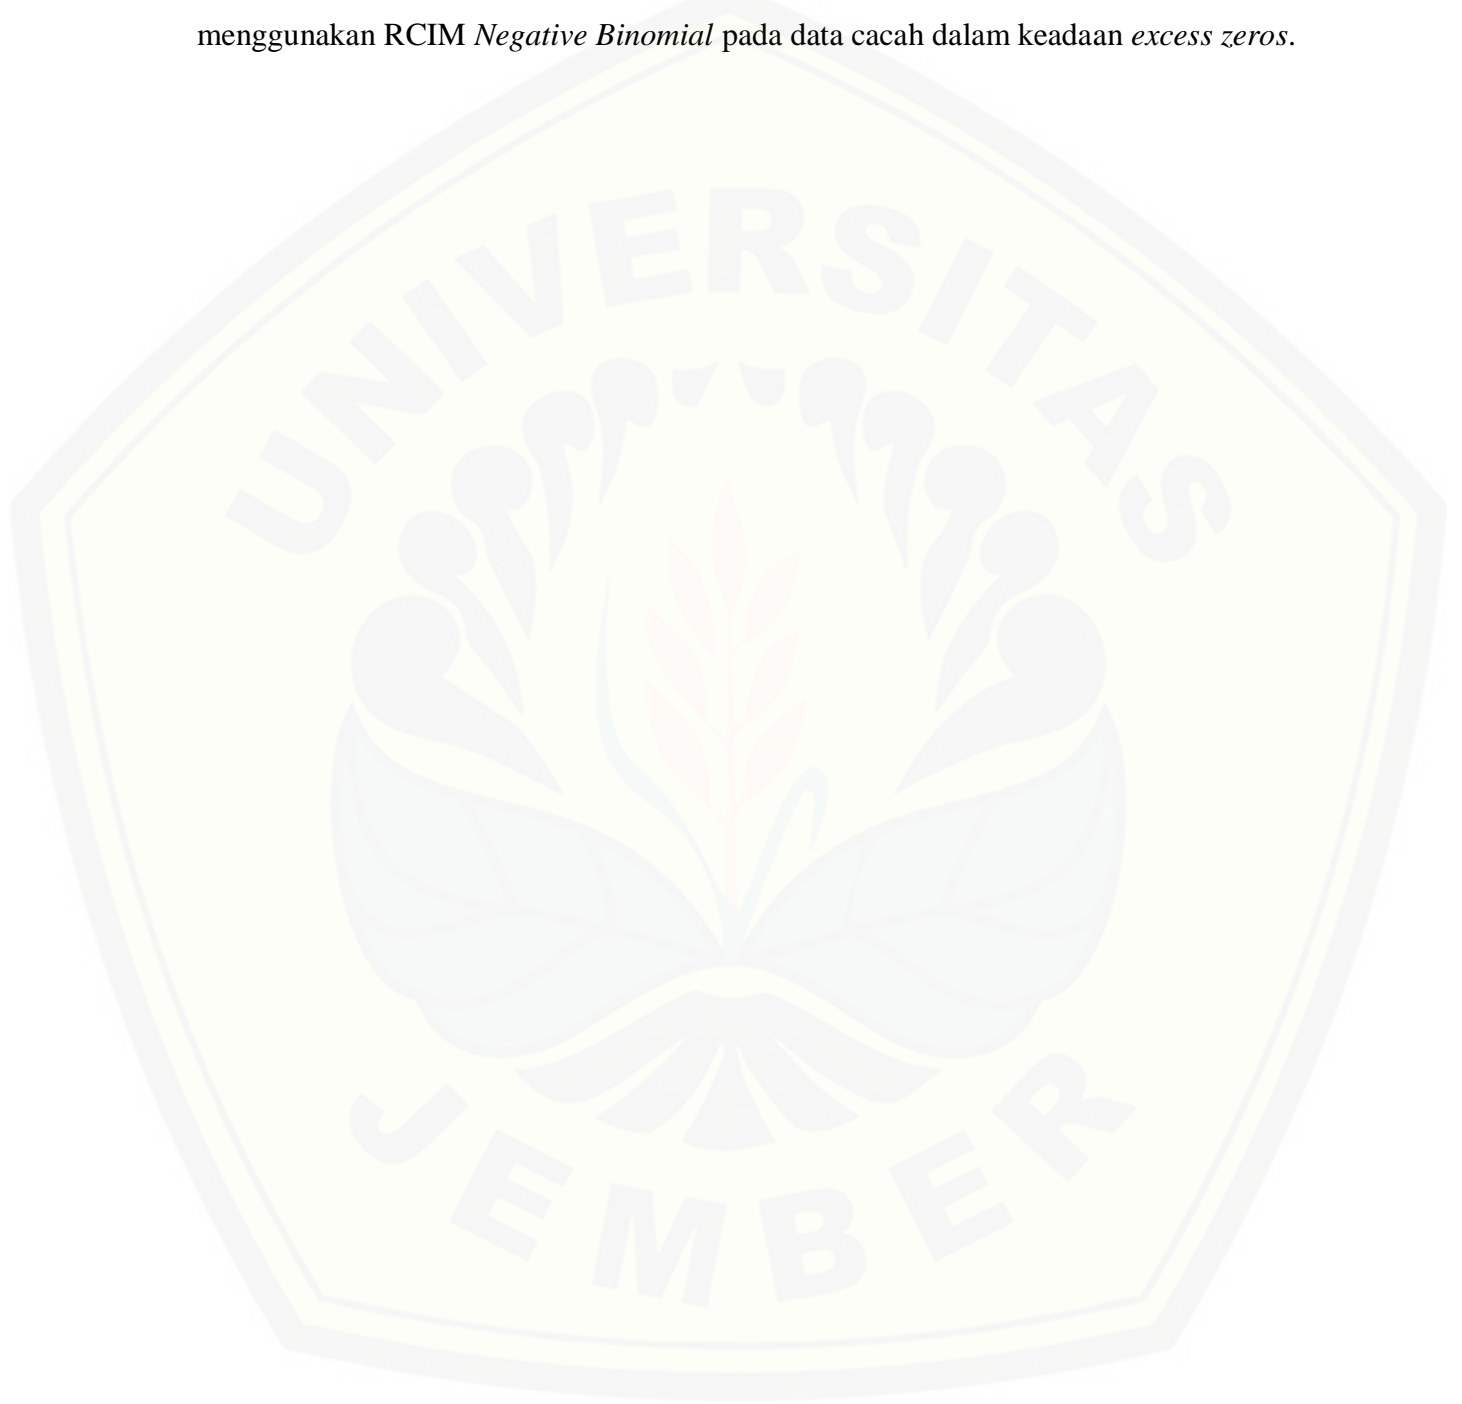 menggunakan RCIM Negative Binomial pada data cacah dalam keadaan excess zeros.
UNIVERSITAS
JEMBER